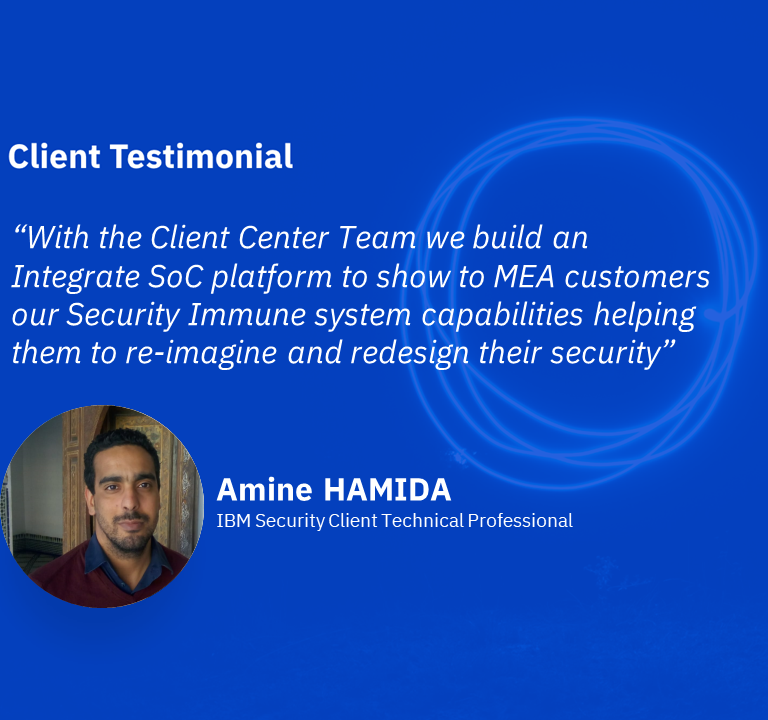 Client Testimonial
“With the Client Center Team we build an
Integrate SoC platform to show to MEA customers
our Security Immune system capabilities helping
them to re-imagine and redesign their security”
Amine HAMIDA
IBM Security Client Technical Professional